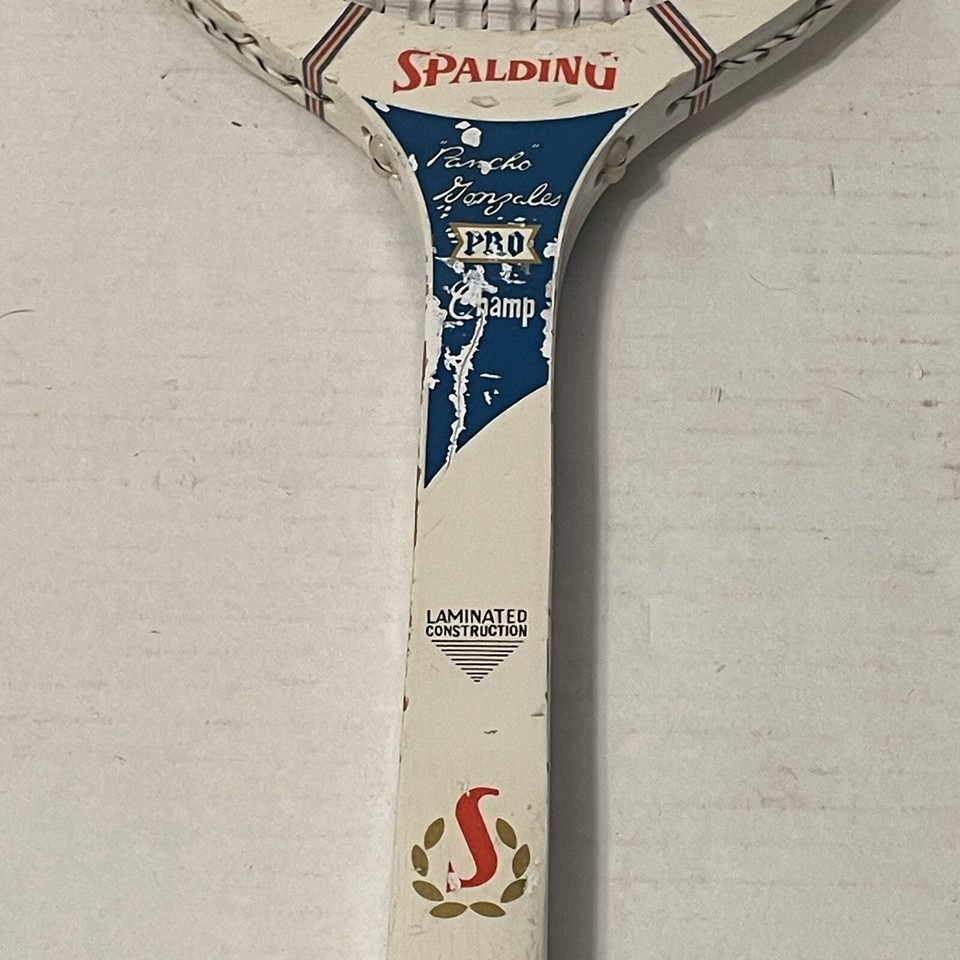 SPALDING
"Pancho"
Gonzales
PRO
Champ
LAMINATED
CONSTRUCTION
S